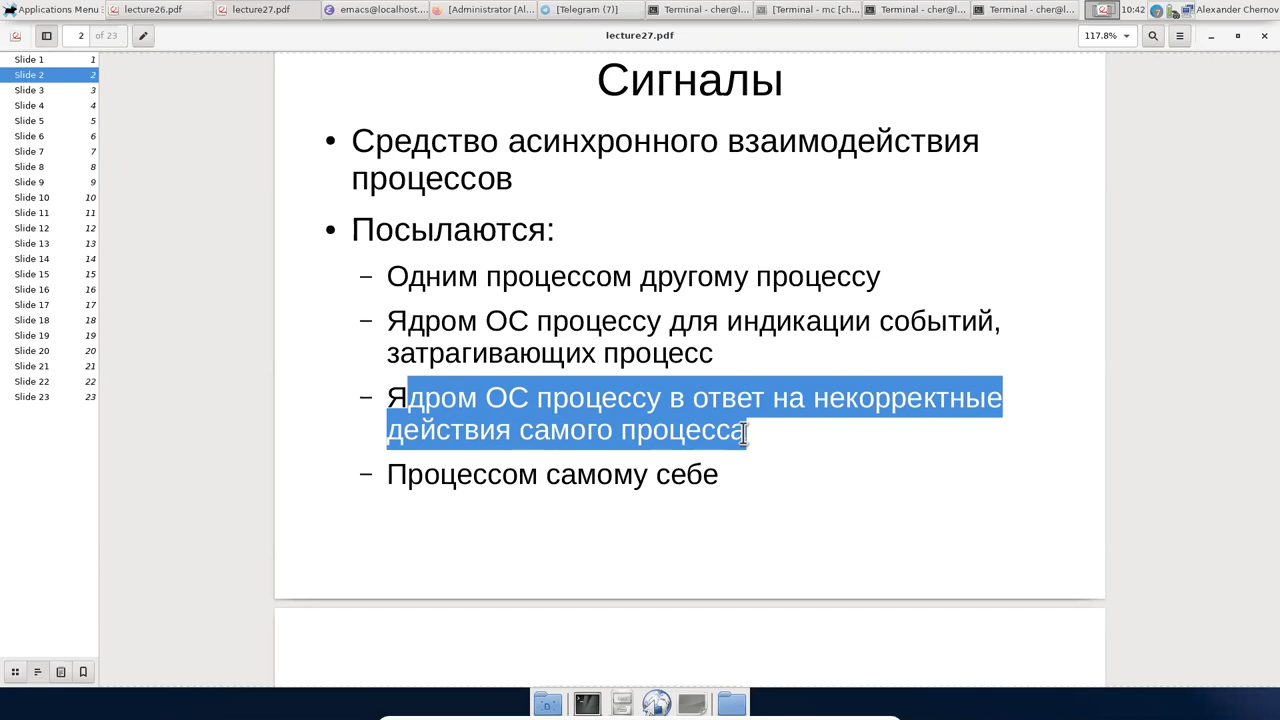 Applications Menu
lecture26.pdf
lecture27.pdf
emacs@localhost....
[Administrator [Al...
[Telegram (7)]
Terminal - cher@l...
[Terminal - mc [ch...
Terminal - cher@l...
Terminal - cher@l...
10:42
Alexander Chernov
2 of 23
lecture27.pdf
117.8%
Slide 1 1
Slide 2 2
Slide 3 3
Slide 4 4
Slide 5 5
Slide 6 6
Slide 7 7
Slide 8 8
Slide 9 9
Slide 10 10
Slide 11 11
Slide 12 12
Slide 13 13
Slide 14 14
Slide 15 15
Slide 16 16
Slide 17 17
Slide 18 18
Slide 19 19
Slide 20 20
Slide 21 21
Slide 22 22
Slide 23 23
Сигналы
• Средство асинхронного взаимодействия
процессов
• Посылаются:
– Одним процессом другому процессу
– Ядром ОС процессу для индикации событий,
затрагивающих процесс
– Ядром ОС процессу в ответ на некорректные
действия самого процесса
– Процессом самому себе